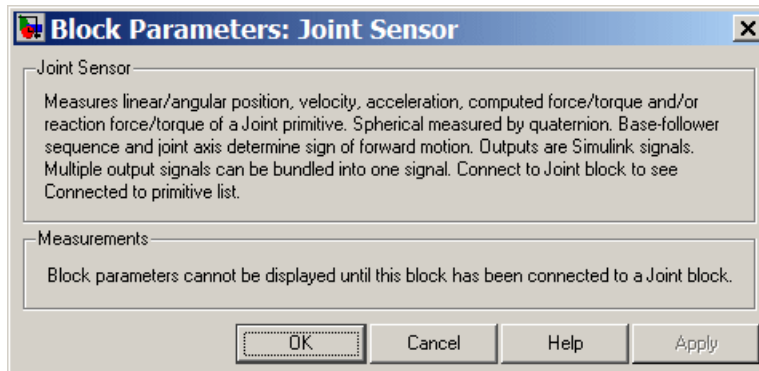 Block Parameters: Joint Sensor
Joint Sensor
Measures linear/angular position, velocity, acceleration, computed force/torque and/or
reaction force/torque of a Joint primitive. Spherical measured by quaternion. Base-follower
sequence and joint axis determine sign of forward motion. Outputs are Simulink signals.
Multiple output signals can be bundled into one signal. Connect to Joint block to see
Connected to primitive list.
Measurements
Block parameters cannot be displayed until this block has been connected to a Joint block.
OK Cancel Help Apply